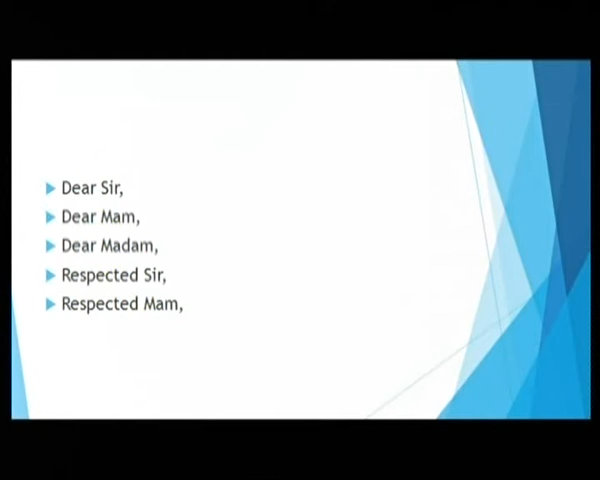 Dear Sir,
Dear Mam,
Dear Madam,
Respected Sir,
Respected Mam,